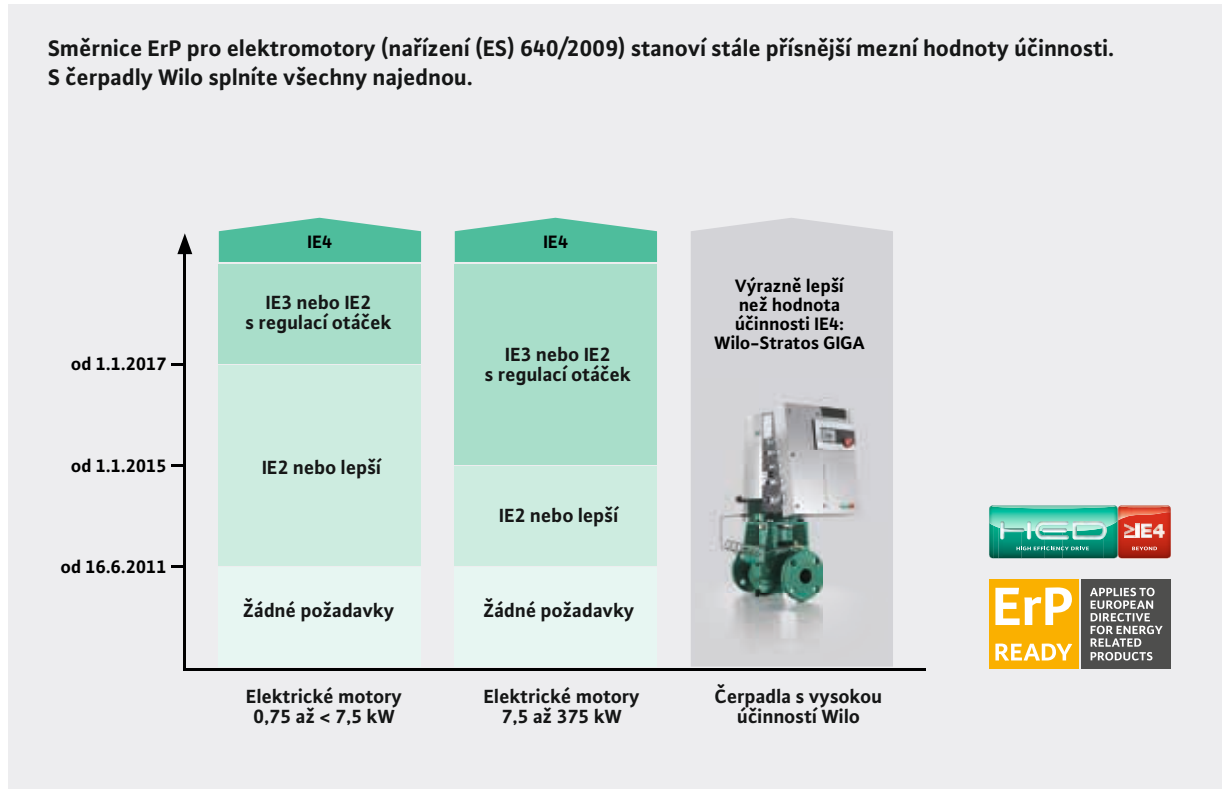 Směrnice ErP pro elektromotory (nařízení (ES) 640/2009) stanoví stále přísnější mezní hodnoty účinnosti.
S čerpadly Wilo splníte všechny najednou.
IE4
IE4
IE3 nebo IE2
s regulací otáček
Výrazně lepší
než hodnota
účinnosti IE4:
Wilo-Stratos GIGA
IE3 nebo IE2
s regulací otáček
od 1.1.2017
od 1.1.2015
IE2 nebo lepší
IE2 nebo lepší
od 16.6.2011
Žádné požadavky
Žádné požadavky
HED
HIGH EFFICIENCY DRIVE
≥IE4
BEYOND
ErP
READY
APPLIES TO
EUROPEAN
DIRECTIVE
FOR ENERGY
RELATED
PRODUCTS
Elektrické motory
0,75 až < 7,5 kW
Elektrické motory
7,5 až 375 kW
Čerpadla s vysokou
účinností Wilo